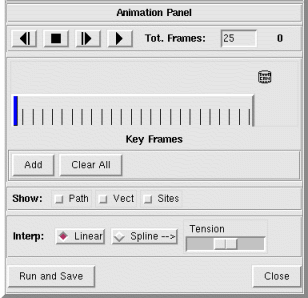 Animation Panel
Tot. Frames: 25 0
Key Frames
Add Clear All
Show: Path Vect Sites
Tension
Interp: Linear Spline -->
Run and Save Close